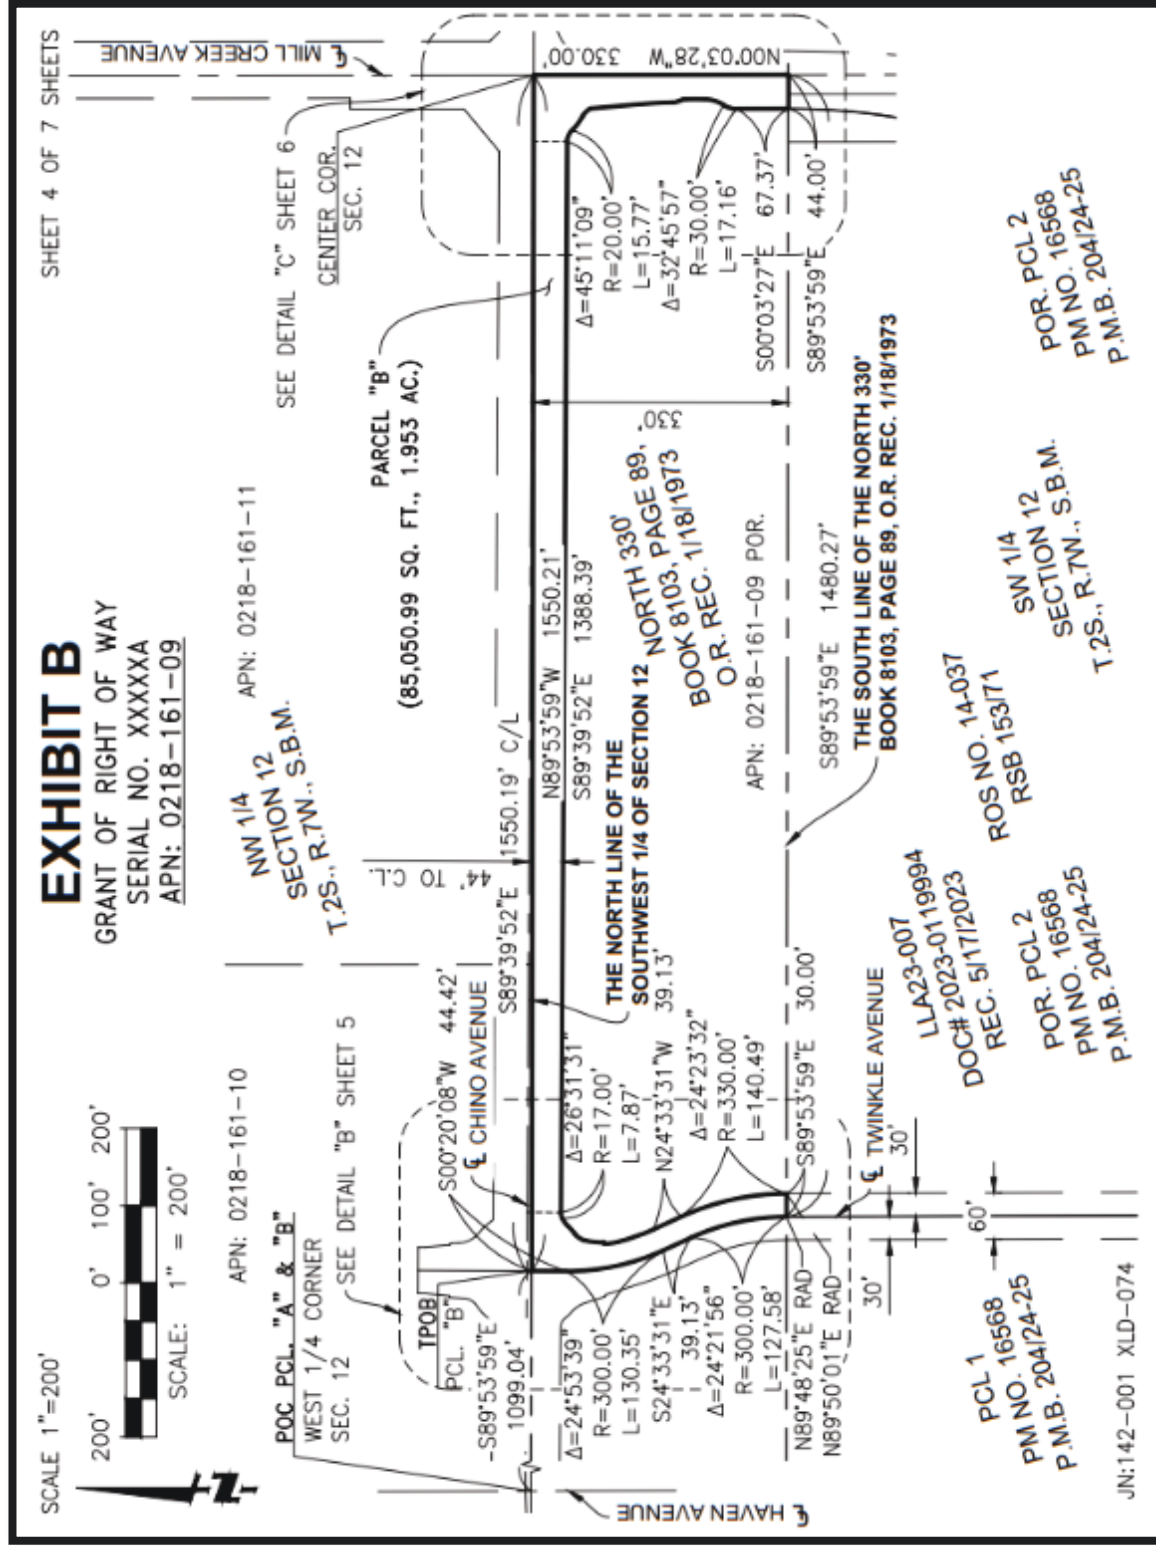 SCALE 1"=200'
EXHIBIT B
SHEET 4 OF 7 SHEETS
GRANT OF RIGHT OF WAY
SERIAL NO. XXXXXA
APN: 0218-161-09
200' 0' 100' 200'
SCALE: 1" = 200'
APN: 0218-161-10
APN: 0218-161-11
NW 1/4
SECTION 12
T.2S., R.7W., S.B.M.
℄ MILL CREEK AVENUE
SEE DETAIL "C" SHEET 6
CENTER COR.
SEC. 12
POC PCL. "A" & "B"
WEST 1/4 CORNER
SEC. 12
SEE DETAIL "B" SHEET 5
PARCEL "B"
(85,050.99 SQ. FT., 1.953 AC.)
44' TO C.L.
TPOB
PCL. "B"
S00°20'08"W 44.42'
℄ CHINO AVENUE
S89°53'59"E
1099.04'
S89°39'52"E 1550.19' C/L
N89°53'59"W 1550.21'
S89°39'52"E 1388.39'
330.00' N00°03'28"W
Δ=24°53'39"
R=300.00'
L=130.35'
S24°33'31"E
39.13'
Δ=24°21'56"
R=300.00'
L=127.58'
N89°48'25"E RAD
N89°50'01"E RAD
Δ=26°31'31"
R=17.00'
L=7.87'
N24°33'31"W 39.13'
Δ=24°23'32"
R=330.00'
L=140.49'
S89°53'59"E 30.00'
THE NORTH LINE OF THE
SOUTHWEST 1/4 OF SECTION 12
NORTH 330'
NORTH, PAGE 89,
BOOK 8103, PAGE 89,
O.R. REC. 1/18/1973
330'
Δ=45°11'09"
R=20.00'
L=15.77'
Δ=32°45'57"
R=30.00'
L=17.16'
S00°03'27"E 67.37'
S89°53'59"E 44.00'
APN: 0218-161-09 POR.
S89°53'59"E 1480.27'
THE SOUTH LINE OF THE NORTH 330'
BOOK 8103, PAGE 89, O.R. REC. 1/18/1973
℄ HAVEN AVENUE
℄ TWINKLE AVENUE
30'
30'
60'
LLA23-007
DOC# 2023-0119994
REC. 5/17/2023
ROS NO. 14-037
RSB 153/71
SW 1/4
SECTION 12
T.2S., R.7W., S.B.M.
POR. PCL 2
PM NO. 16568
P.M.B. 204/24-25
PCL 1
PM NO. 16568
P.M.B. 204/24-25
POR. PCL 2
PM NO. 16568
P.M.B. 204/24-25
JN:142-001 XLD-074